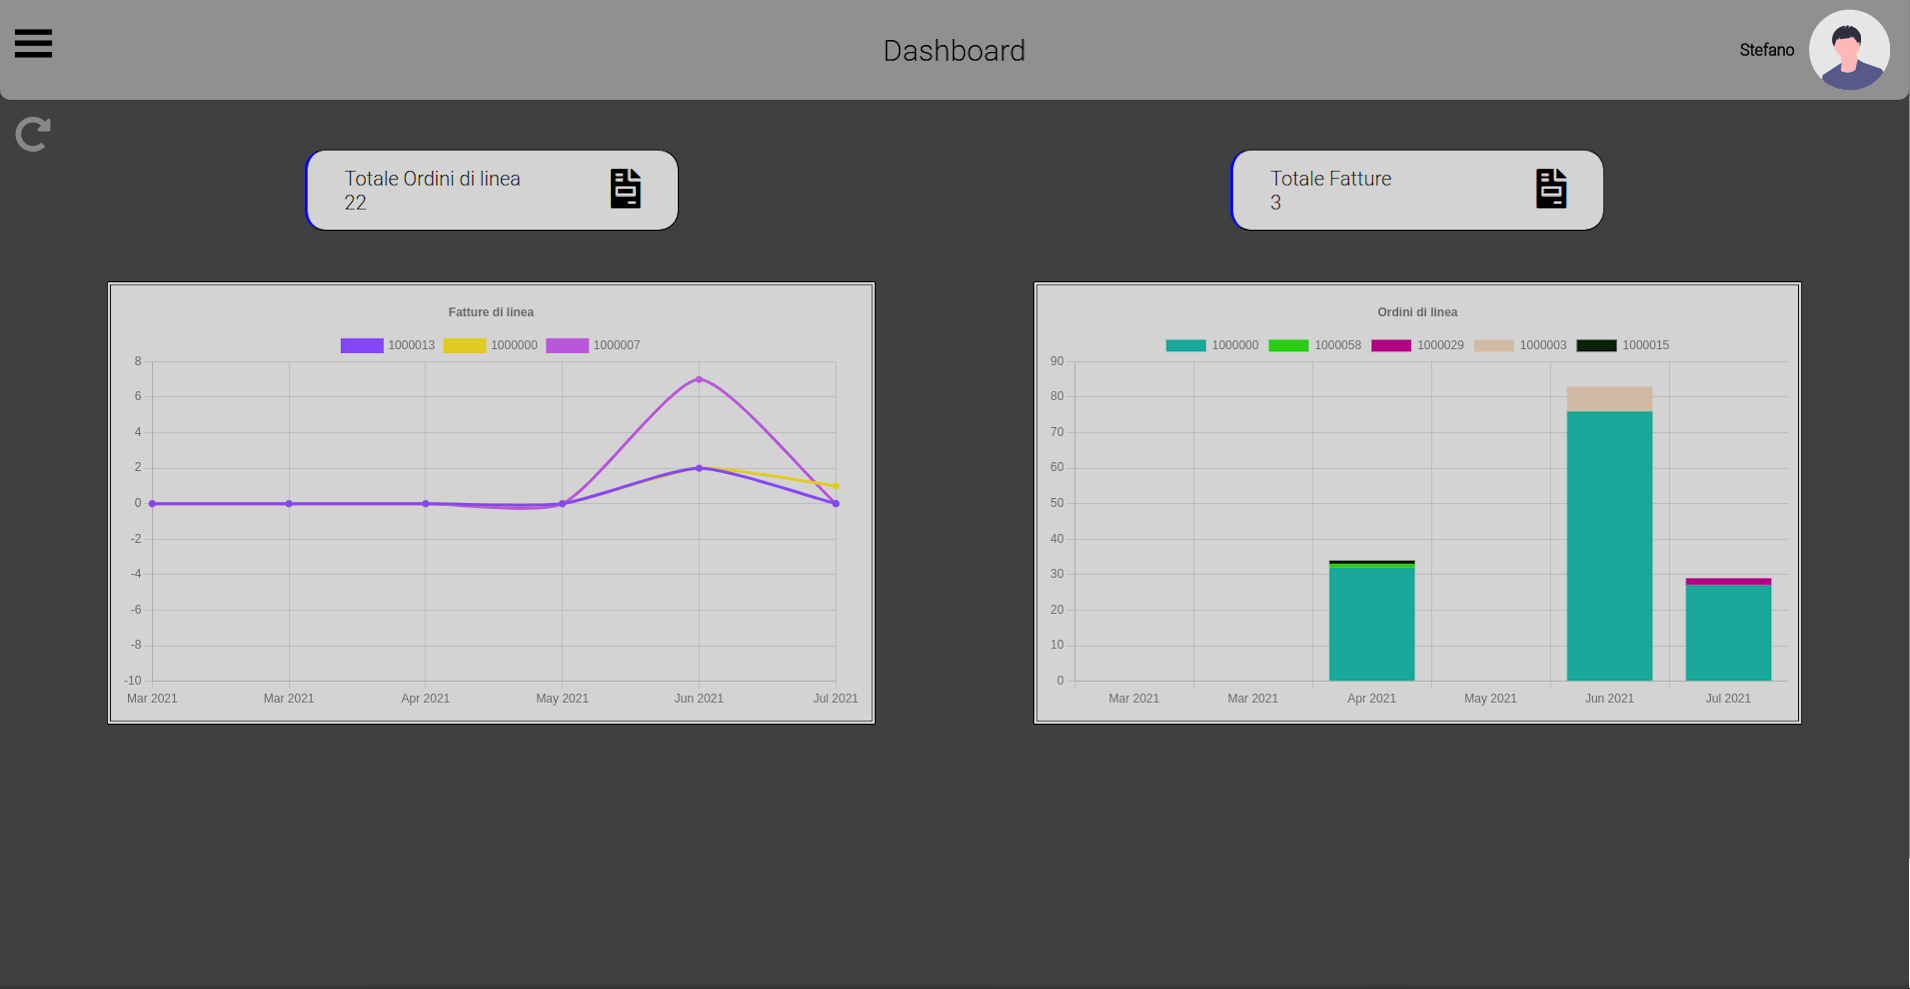 Dashboard
Stefano
Totale Ordini di linea
22
Totale Fatture
3
Fatture di linea
1000013 1000000 1000007
8
6
4
2
0
-2
-4
-6
-8
-10
Mar 2021 Mar 2021 Apr 2021 May 2021 Jun 2021 Jul 2021
Ordini di linea
1000000 1000058 1000029 1000003 1000015
90
80
70
60
50
40
30
20
10
0
Mar 2021 Mar 2021 Apr 2021 May 2021 Jun 2021 Jul 2021